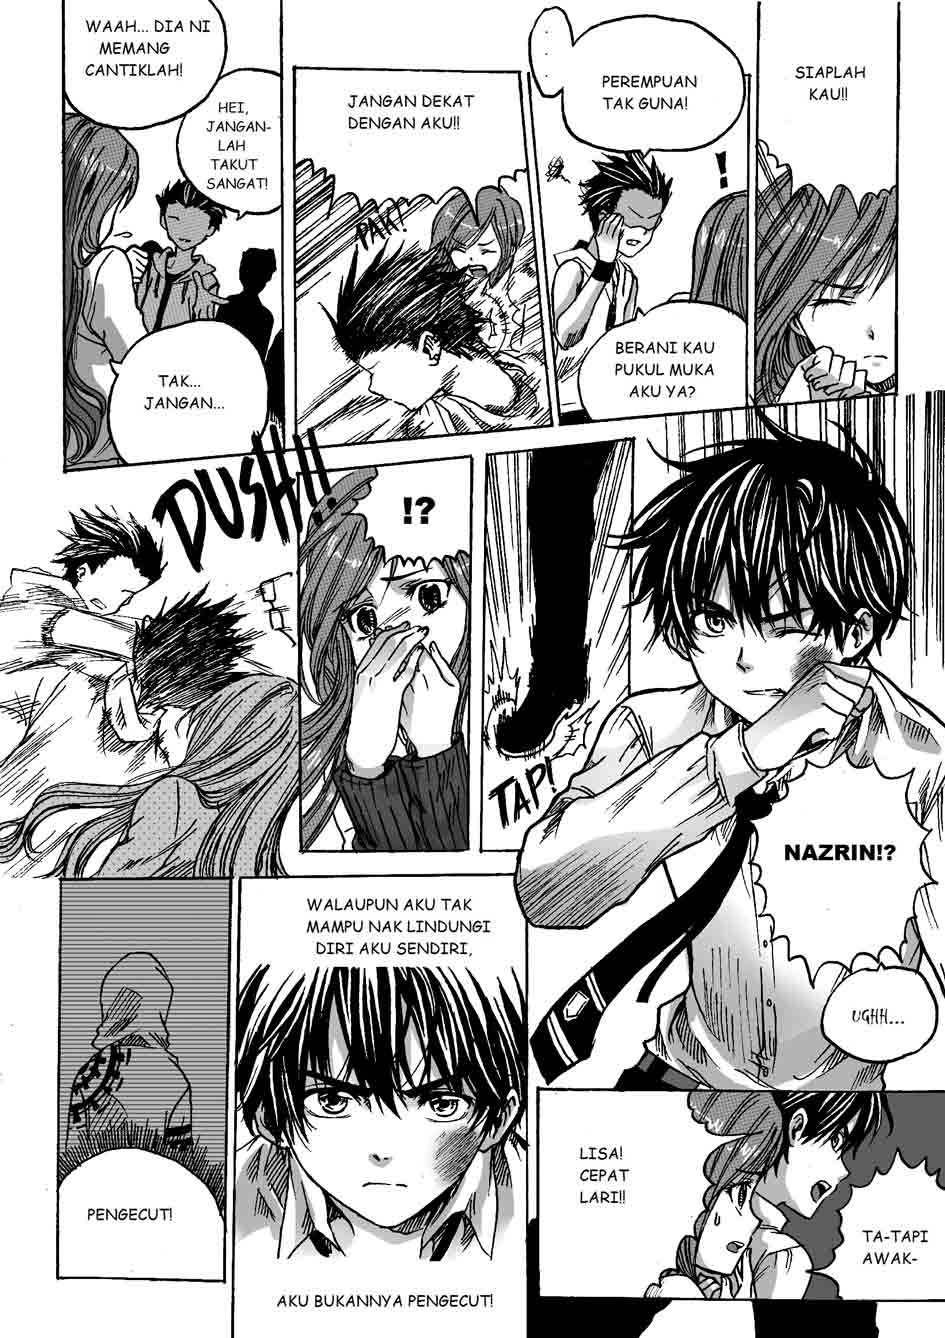 WAAH... DIA NI
MEMANG
CANTIKLAH!
HEI,
JANGAN-
LAH
TAKUT
SANGAT!
TAK...
JANGAN...
JANGAN DEKAT
DENGAN AKU!!
PAK!
...
PEREMPUAN
TAK GUNA!
!
BERANI KAU
PUKUL MUKA
AKU YA?
SIAPLAH
KAU!!
DUSH!!
!?
TAP!
NAZRIN!?
UGHH...
PENGECUT!
WALAUPUN AKU TAK
MAMPU NAK LINDUNGI
DIRI AKU SENDIRI,
AKU BUKANNYA PENGECUT!
LISA!
CEPAT
LARI!!
TA-TAPI
AWAK-